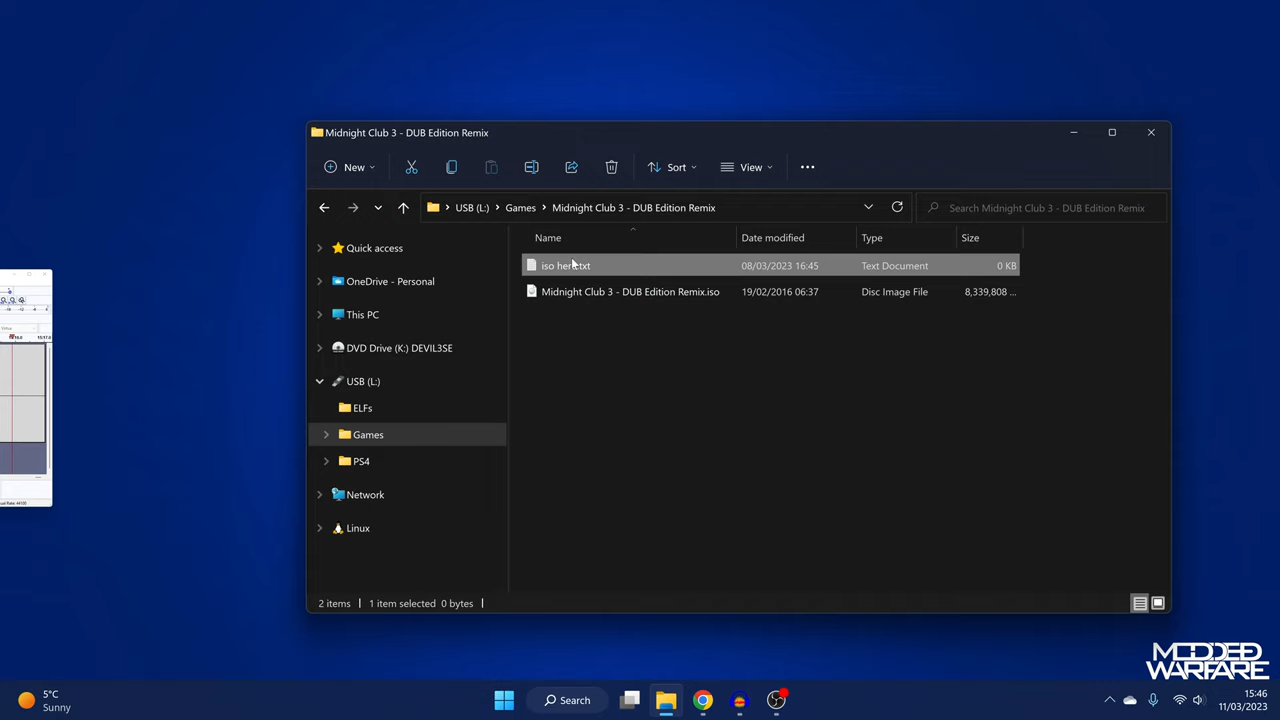 Midnight Club 3 - DUB Edition Remix
New
Sort
View
USB (L:) Games Midnight Club 3 - DUB Edition Remix
Search Midnight Club 3 - DUB Edition Remix
Name Date modified Type Size
iso here.txt 08/03/2023 16:45 Text Document 0 KB
Midnight Club 3 - DUB Edition Remix.iso 19/02/2016 06:37 Disc Image File 8,339,808 ...
Quick access
OneDrive - Personal
This PC
DVD Drive (K:) DEVIL3SE
USB (L:)
ELFs
Games
PS4
Network
Linux
2 items 1 item selected 0 bytes
MODDED
WARFARE
5°C
Sunny
Search
15:46
11/03/2023